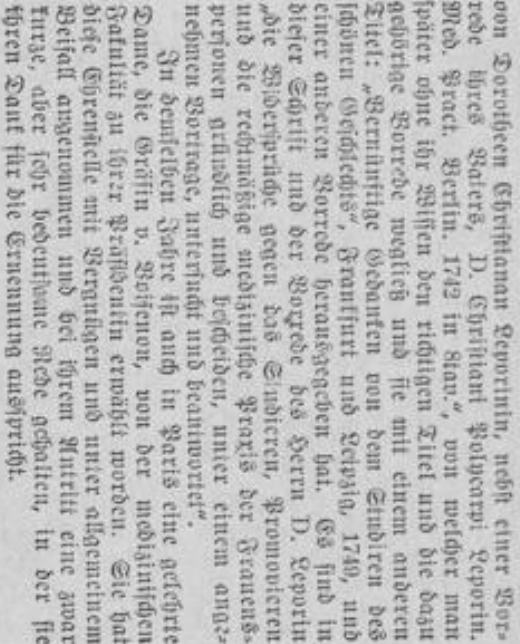 von Dorotheen Christianan Leporinin, nebst einer Vor-
rede ihres Vaters, D. Christiani Polycarvi Leporin.
Med. Pract. Berlin. 1742 in 8tav.", von welcher man
später ohne ihr Wissen den richtigen Titel und die dazu
gehörige Vorrede wegließ und sie mit einem anderen
Titel: „Vernünftige Gedanken von dem Studiren des
schönen Geschlechts", Frankfurt und Leipzig, 1749, und
einer anderen Vorrede herausgegeben hat. Es sind in
dieser Schrift und der Vorrede des Herrn D. Leporin
„die Widersprüche gegen das Studieren, Promovieren
und die rechmäßige medizinische Praxis der Frauens-
personen gründlich und bescheiden, unter einem ange-
nehmen Vortrage, untersucht und beantwortet".
In demselben Jahre ist auch in Paris eine gelehrte
Dame, die Gräfin v. Voisenon, von der medizinischen
Fakultät zu ihrer Präsidentin erwählt worden. Sie hat
diese Ehrenstelle mit Vergnügen und unter allgemeinem
Beifall angenommen und bei ihrem Antritt eine zwar
kurze, aber sehr bedeutsame Rede gehalten, in der sie
ihren Dank für die Ernennung ausspricht.